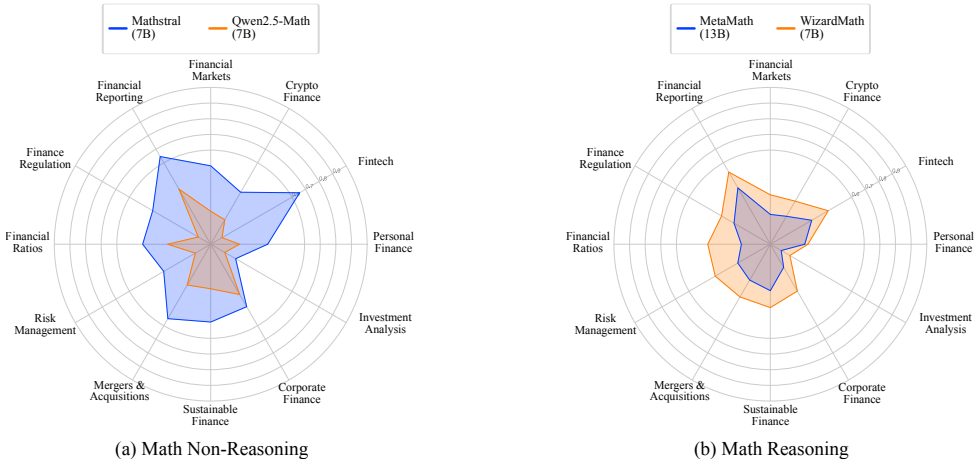 Mathstral
(7B)
Qwen2.5-Math
(7B)
Financial
Markets
Crypto
Finance
Fintech
Personal
Finance
Investment
Analysis
Corporate
Finance
Sustainable
Finance
Mergers &
Acquisitions
Risk
Management
Financial
Ratios
Finance
Regulation
Financial
Reporting
(a) Math Non-Reasoning
MetaMath
(13B)
WizardMath
(7B)
Financial
Markets
Crypto
Finance
Fintech
Personal
Finance
Investment
Analysis
Corporate
Finance
Sustainable
Finance
Mergers &
Acquisitions
Risk
Management
Financial
Ratios
Finance
Regulation
Financial
Reporting
(b) Math Reasoning